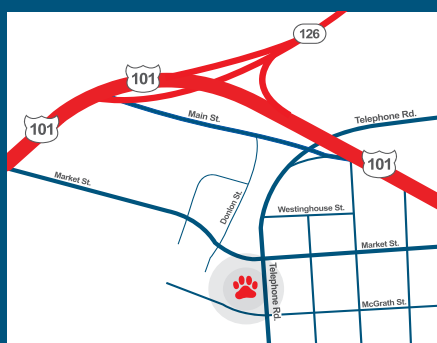 126
101
101
Main St.
Telephone Rd.
101
Market St.
Donlon St.
Westinghouse St.
Market St.
Telephone Rd.
McGrath St.